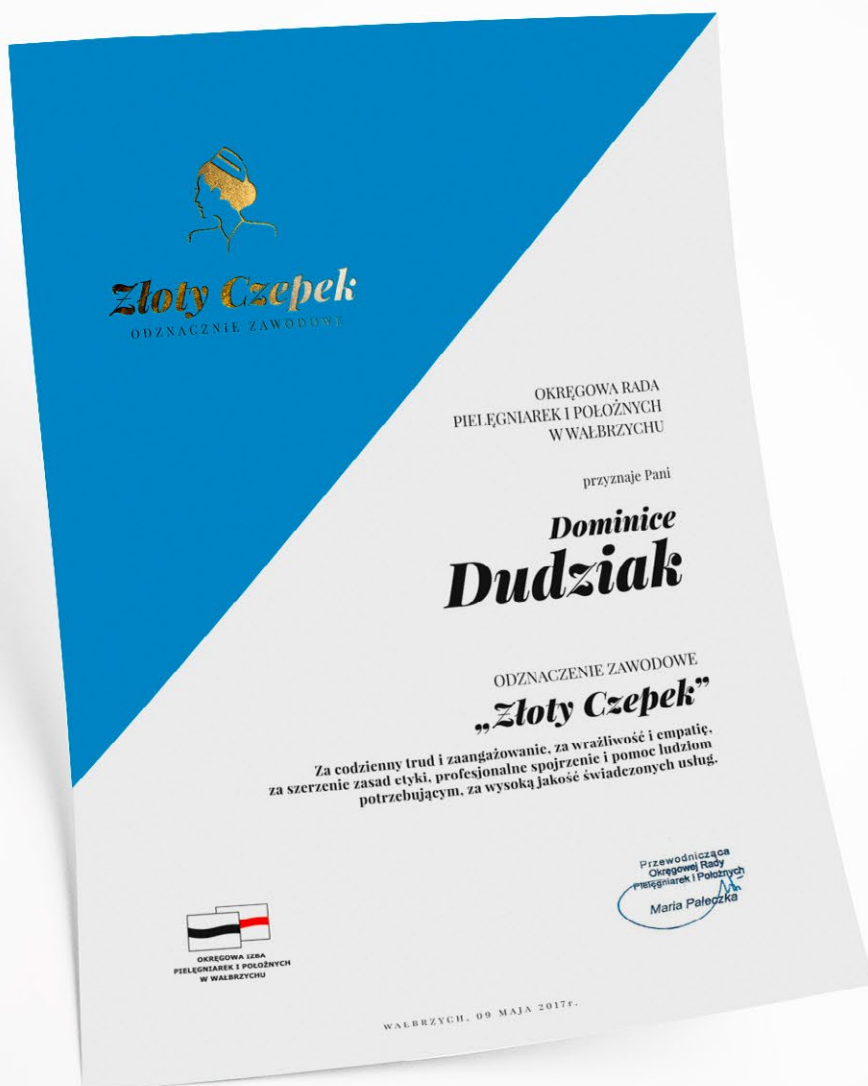 Złoty Czepek
ODZNACZNIE ZAWODOWE
OKRĘGOWA RADA
PIELĘGNIAREK I POŁOŻNYCH
W WAŁBRZYCHU
przyznaje Pani
Dominice
Dudziak
ODZNACZENIE ZAWODOWE
„Złoty Czepek”
Za codzienny trud i zaangażowanie, za wrażliwość i empatię,
za szerzenie zasad etyki, profesjonalne spojrzenie i pomoc ludziom
potrzebującym, za wysoką jakość świadczonych usług.
Przewodnicząca
Okręgowej Rady
Pielęgniarek i Położnych
Maria Pałeczka
OKRĘGOWA IZBA
PIELĘGNIAREK I POŁOŻNYCH
W WAŁBRZYCHU
WAŁBRZYCH, 09 MAJA 2017r.